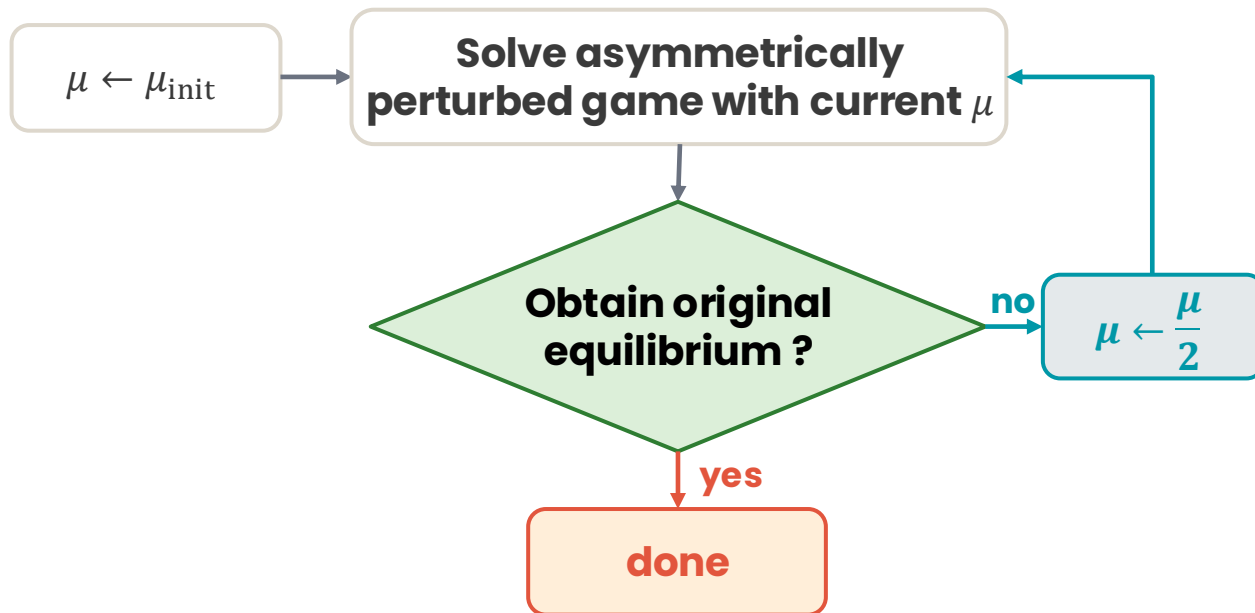 μ ← μ_init
Solve asymmetrically
perturbed game with current μ
Obtain original
equilibrium ?
no
μ ← μ/2
yes
done